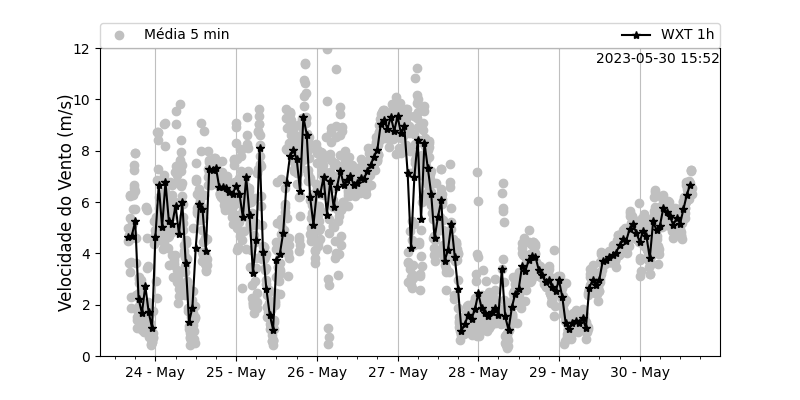 Média 5 min
WXT 1h
2023-05-30 15:52
Velocidade do Vento (m/s)
12
10
8
6
4
2
0
24 - May
25 - May
26 - May
27 - May
28 - May
29 - May
30 - May